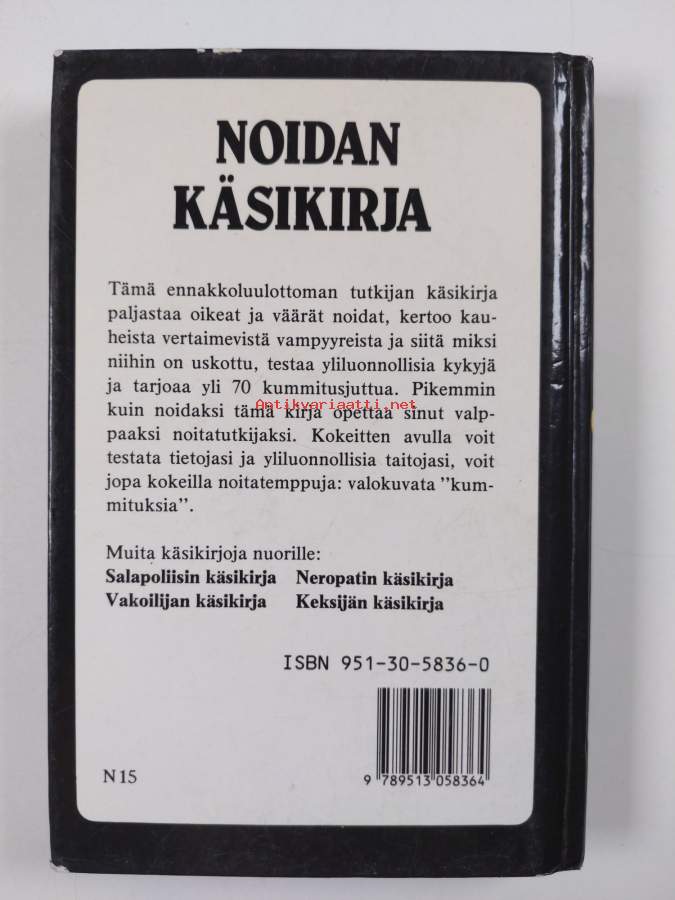 NOIDAN
KÄSIKIRJA
Tämä ennakkoluulottoman tutkijan käsikirja
paljastaa oikeat ja väärät noidat, kertoo kau-
heista vertaimevistä vampyyreista ja siitä miksi
niihin on uskottu, testaa yliluonnollisia kykyjä
ja tarjoaa yli 70 kummitusjuttua. Pikemmin
Antikvariaatti.net
kuin noidaksi tämä kirja opettaa sinut valp-
paaksi noitatutkijaksi. Kokeitten avulla voit
testata tietojasi ja yliluonnollisia taitojasi, voit
jopa kokeilla noitatemppuja: valokuvata "kum-
mituksia".
Muita käsikirjoja nuorille:
Salapoliisin käsikirja Neropatin käsikirja
Vakoilijan käsikirja Keksijän käsikirja
ISBN 951-30-5836-0
N15
9 789513 058364